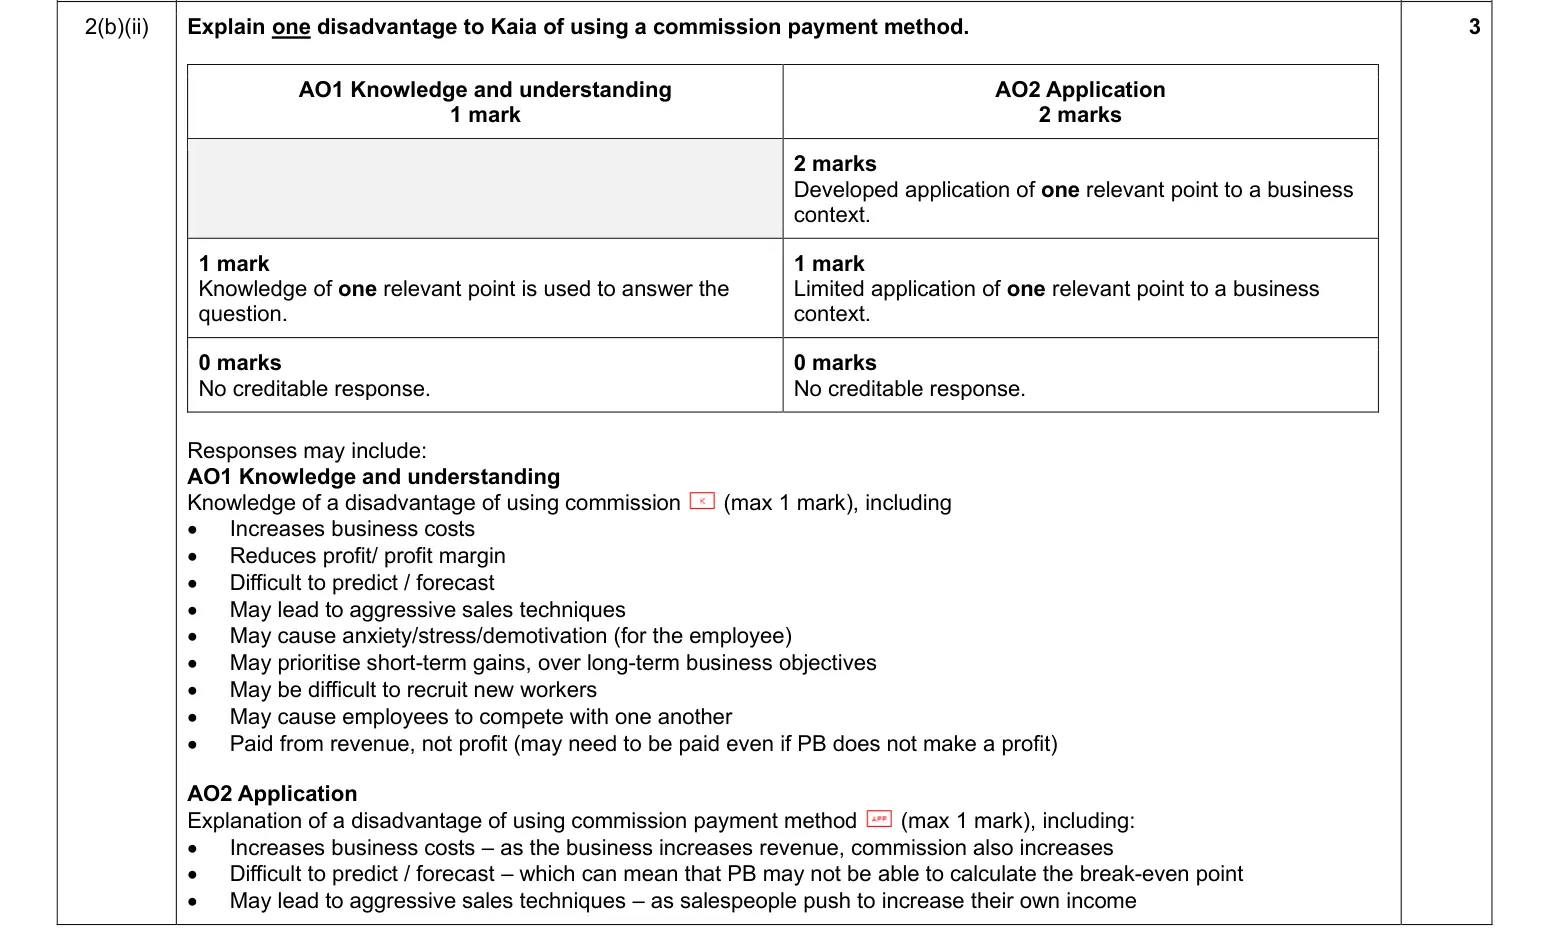 2(b)(ii)
Explain one disadvantage to Kaia of using a commission payment method.
3
AO1 Knowledge and understanding
1 mark
AO2 Application
2 marks
2 marks
Developed application of one relevant point to a business
context.
1 mark
Knowledge of one relevant point is used to answer the
question.
1 mark
Limited application of one relevant point to a business
context.
0 marks
No creditable response.
0 marks
No creditable response.
Responses may include:
AO1 Knowledge and understanding
Knowledge of a disadvantage of using commission K (max 1 mark), including
• Increases business costs
• Reduces profit/ profit margin
• Difficult to predict / forecast
• May lead to aggressive sales techniques
• May cause anxiety/stress/demotivation (for the employee)
• May prioritise short-term gains, over long-term business objectives
• May be difficult to recruit new workers
• May cause employees to compete with one another
• Paid from revenue, not profit (may need to be paid even if PB does not make a profit)
AO2 Application
Explanation of a disadvantage of using commission payment method APP (max 1 mark), including:
• Increases business costs – as the business increases revenue, commission also increases
• Difficult to predict / forecast – which can mean that PB may not be able to calculate the break-even point
• May lead to aggressive sales techniques – as salespeople push to increase their own income